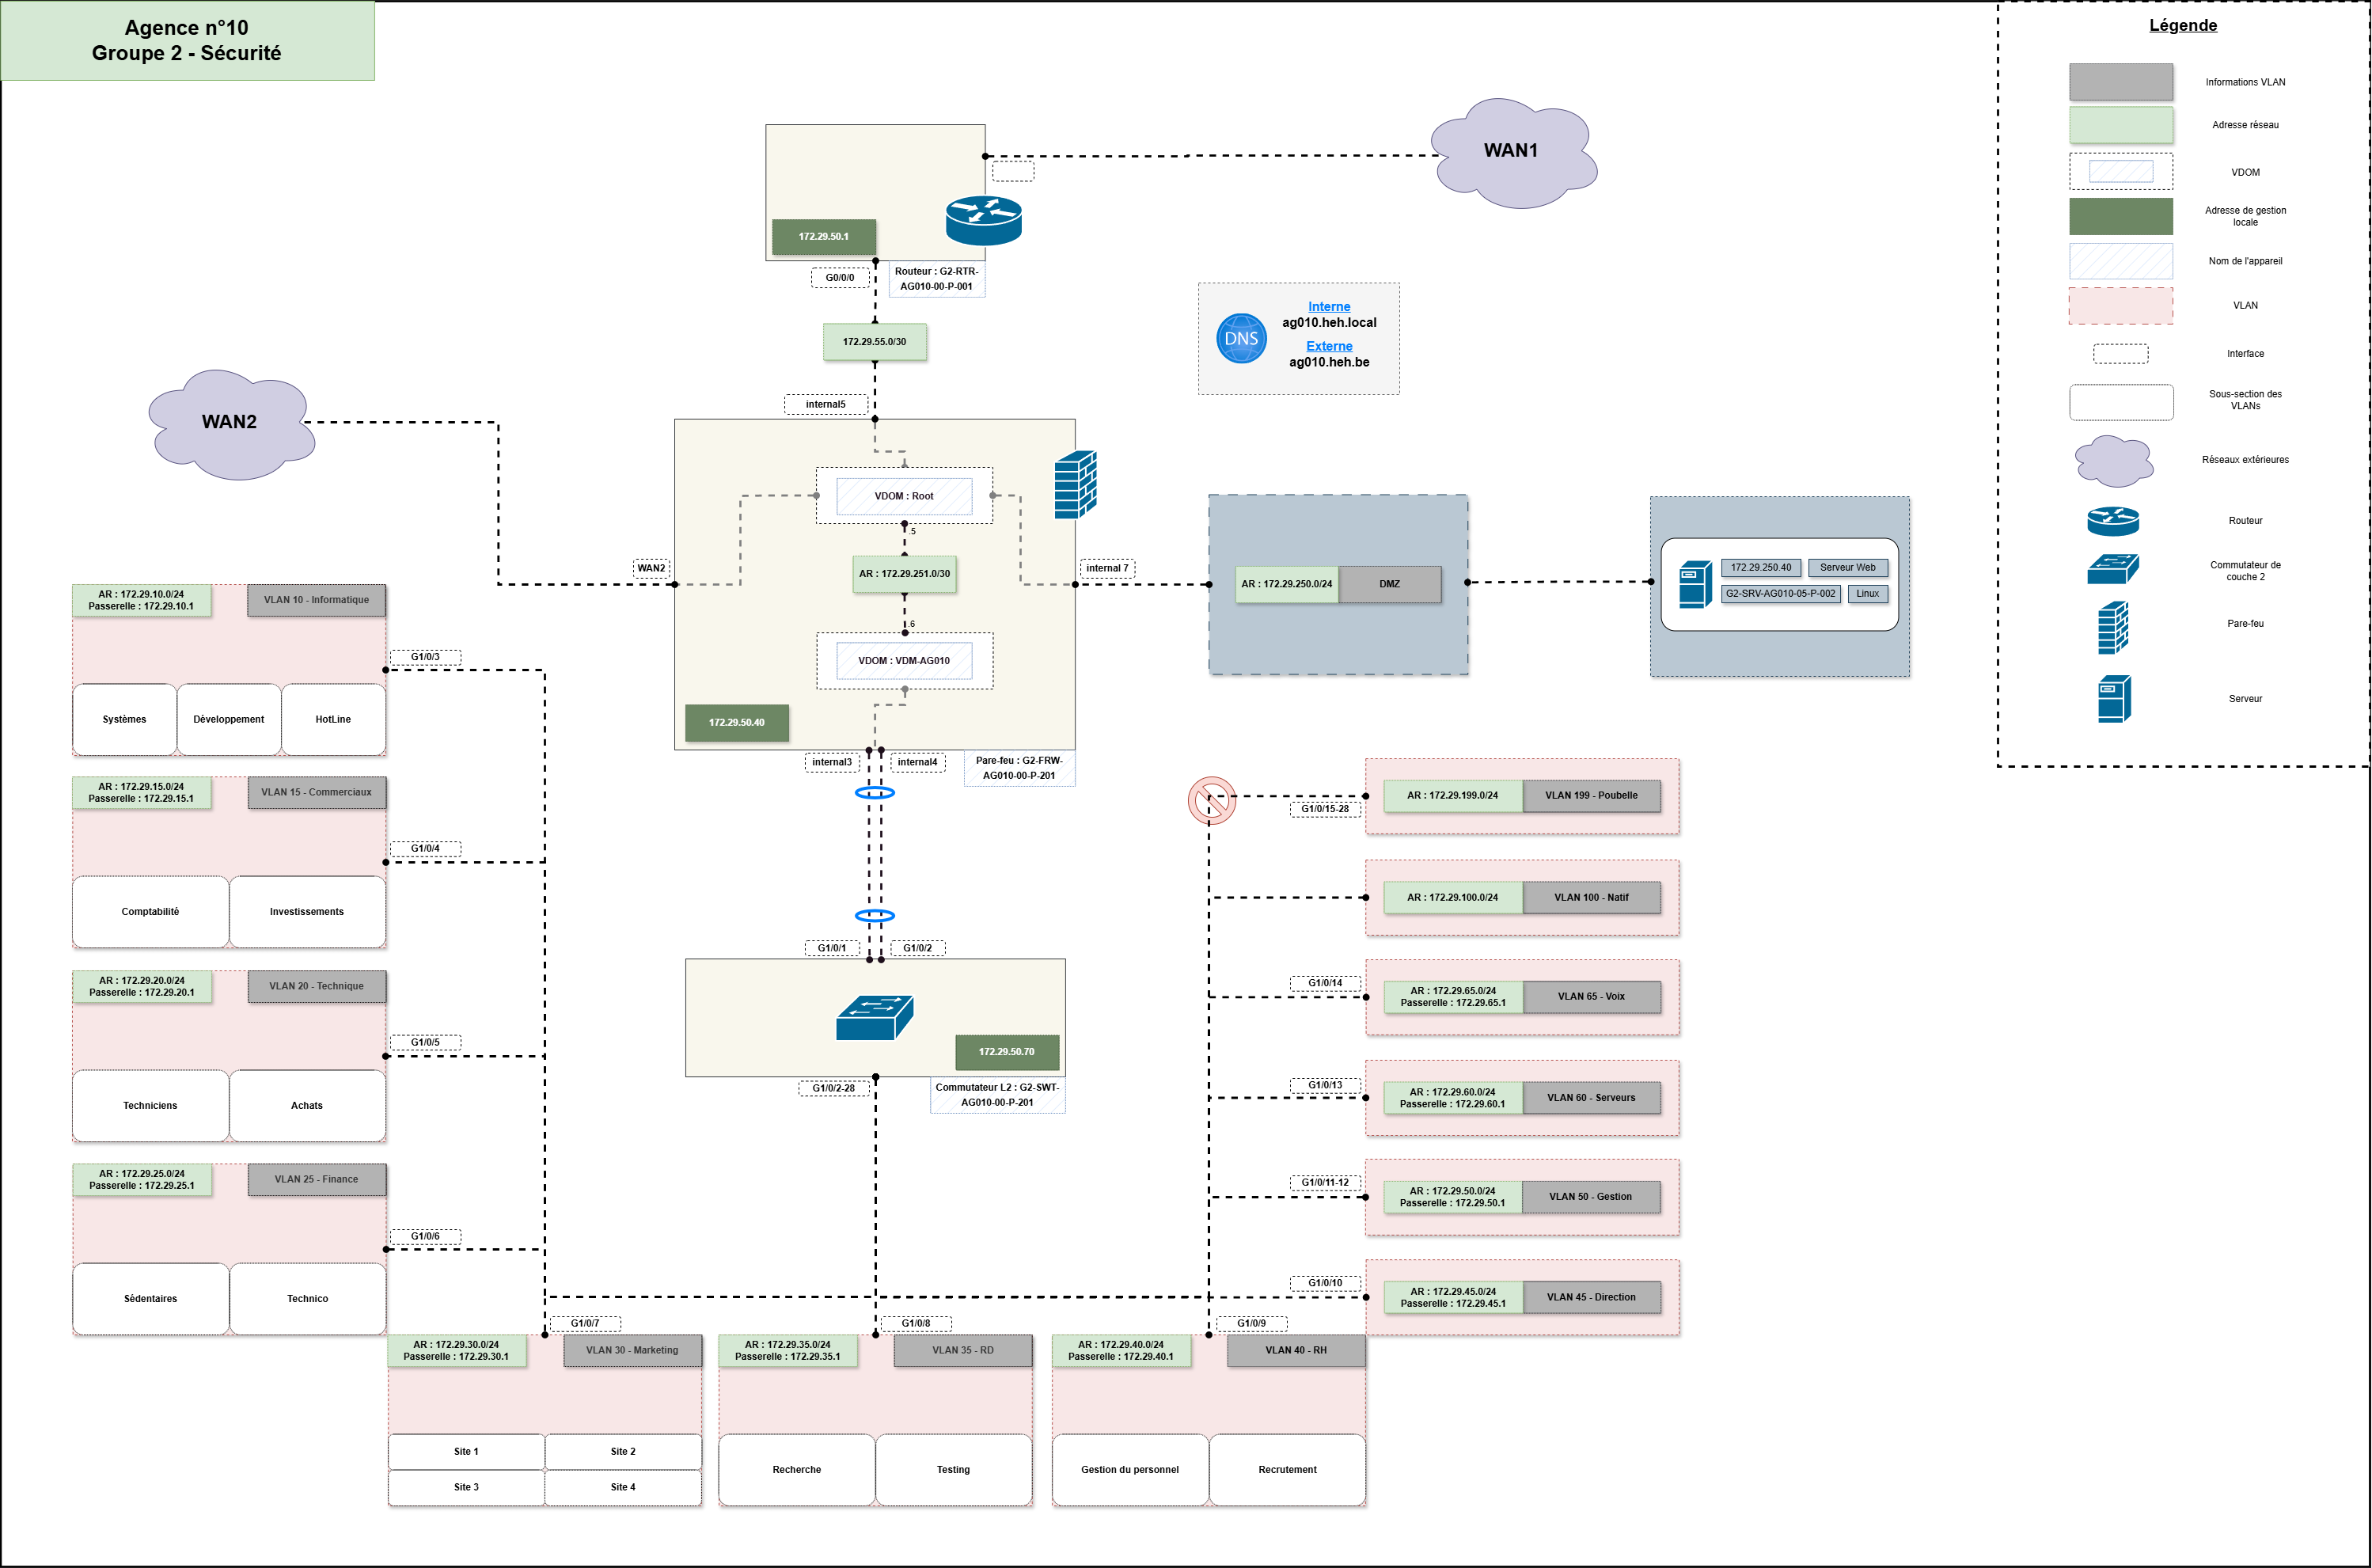 Agence n°10
Groupe 2 - Sécurité
Légende
Informations VLAN
Adresse réseau
VDOM
Adresse de gestion
locale
Nom de l'appareil
VLAN
Interface
Sous-section des
VLANs
Réseaux extérieures
Routeur
Commutateur de
couche 2
Pare-feu
Serveur
WAN1
172.29.50.1
G0/0/0
Routeur : G2-RTR-
AG010-00-P-001
172.29.55.0/30
Interne
ag010.heh.local
DNS
Externe
ag010.heh.be
WAN2
internal5
VDOM : Root
.5
AR : 172.29.251.0/30
.6
VDOM : VDM-AG010
WAN2
internal 7
172.29.50.40
internal3
internal4
Pare-feu : G2-FRW-
AG010-00-P-201
AR : 172.29.250.0/24
DMZ
172.29.250.40
Serveur Web
G2-SRV-AG010-05-P-002
Linux
AR : 172.29.10.0/24
Passerelle : 172.29.10.1
VLAN 10 - Informatique
G1/0/3
Systèmes
Développement
HotLine
AR : 172.29.15.0/24
Passerelle : 172.29.15.1
VLAN 15 - Commerciaux
G1/0/4
Comptabilité
Investissements
AR : 172.29.20.0/24
Passerelle : 172.29.20.1
VLAN 20 - Technique
G1/0/5
Techniciens
Achats
AR : 172.29.25.0/24
Passerelle : 172.29.25.1
VLAN 25 - Finance
G1/0/6
Sédentaires
Technico
G1/0/1
G1/0/2
172.29.50.70
G1/0/2-28
Commutateur L2 : G2-SWT-
AG010-00-P-201
G1/0/15-28
AR : 172.29.199.0/24
VLAN 199 - Poubelle
AR : 172.29.100.0/24
VLAN 100 - Natif
G1/0/14
AR : 172.29.65.0/24
Passerelle : 172.29.65.1
VLAN 65 - Voix
G1/0/13
AR : 172.29.60.0/24
Passerelle : 172.29.60.1
VLAN 60 - Serveurs
G1/0/11-12
AR : 172.29.50.0/24
Passerelle : 172.29.50.1
VLAN 50 - Gestion
G1/0/10
AR : 172.29.45.0/24
Passerelle : 172.29.45.1
VLAN 45 - Direction
G1/0/7
AR : 172.29.30.0/24
Passerelle : 172.29.30.1
VLAN 30 - Marketing
Site 1
Site 2
Site 3
Site 4
G1/0/8
AR : 172.29.35.0/24
Passerelle : 172.29.35.1
VLAN 35 - RD
Recherche
Testing
G1/0/9
AR : 172.29.40.0/24
Passerelle : 172.29.40.1
VLAN 40 - RH
Gestion du personnel
Recrutement